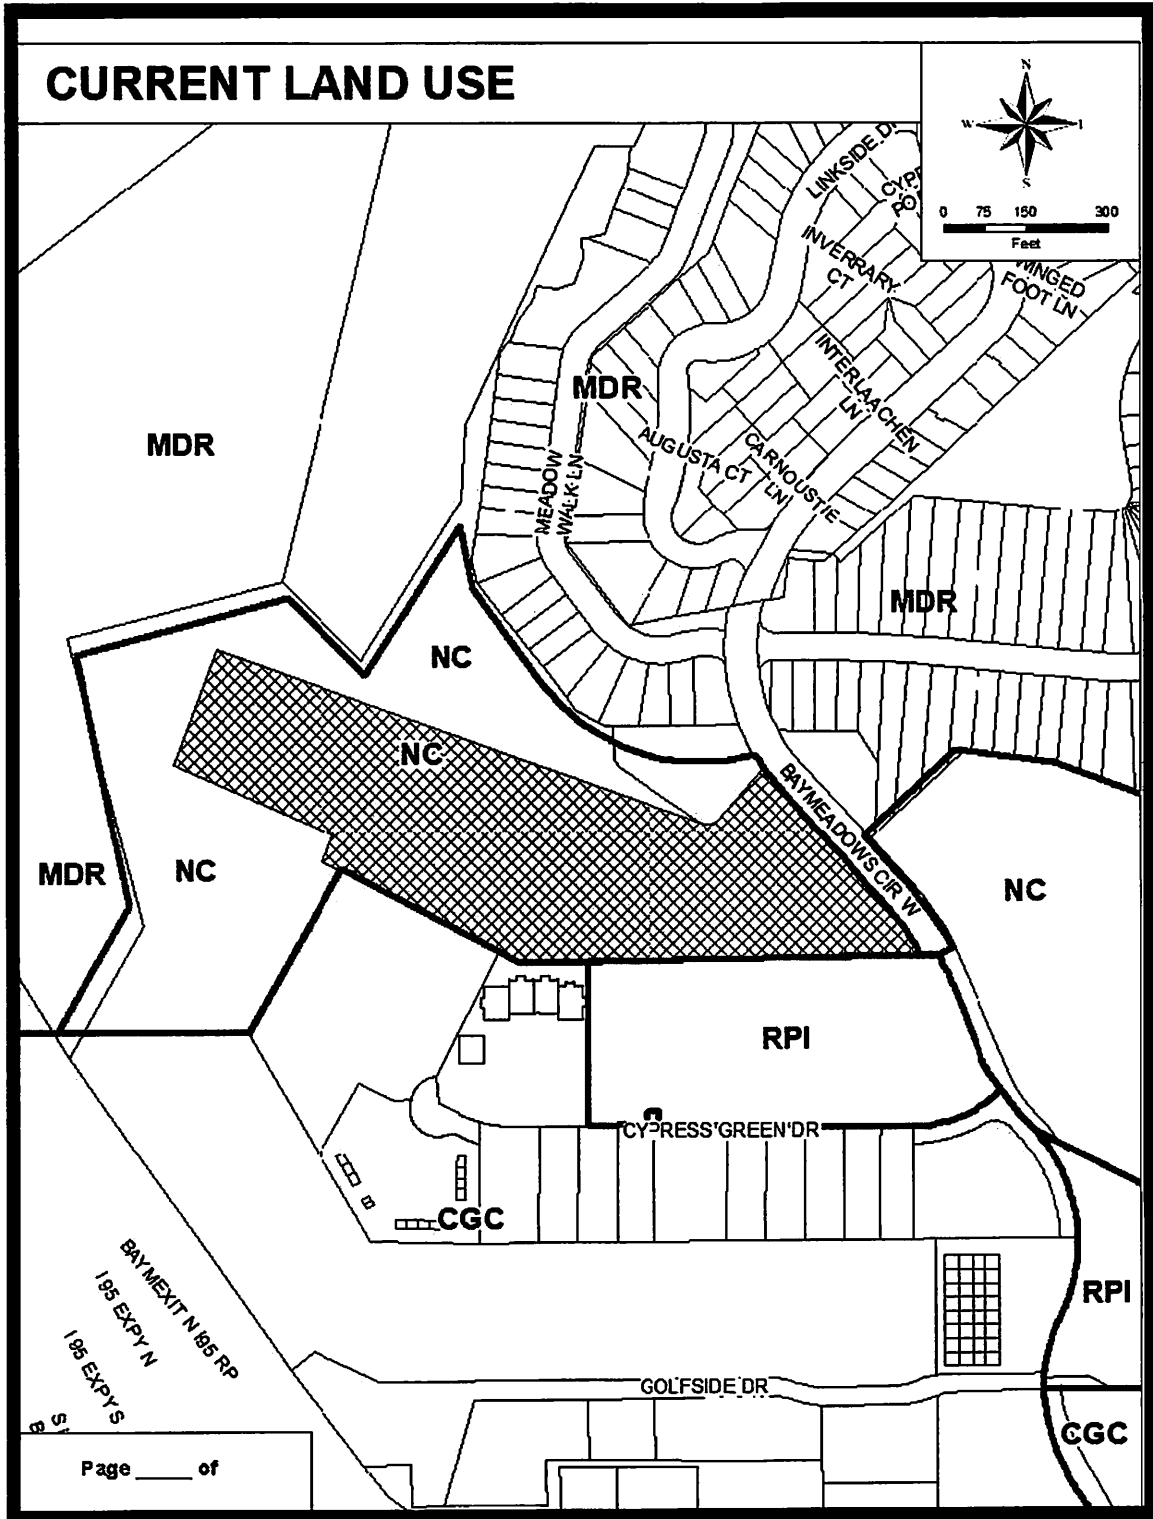 CURRENT LAND USE
N
W
S
0 75 150 300
Feet
LINKSIDE
INVERRARY
CT
WINGED
FOOT LN
INTERLAACHEN
LN
MDR
MDR
AUGUSTA CT
CARNOUSTIE
LN
MEADOW
WALK LN
MDR
NC
NC
BAYMEADOWS CIR W
MDR
NC
NC
RPI
CYPRESS GREEN DR
CGC
BAYMEXIT N I95 RP
I 95 EXPY N
I 95 EXPY S
RPI
GOLFSIDE DR
CGC
Page _____ of